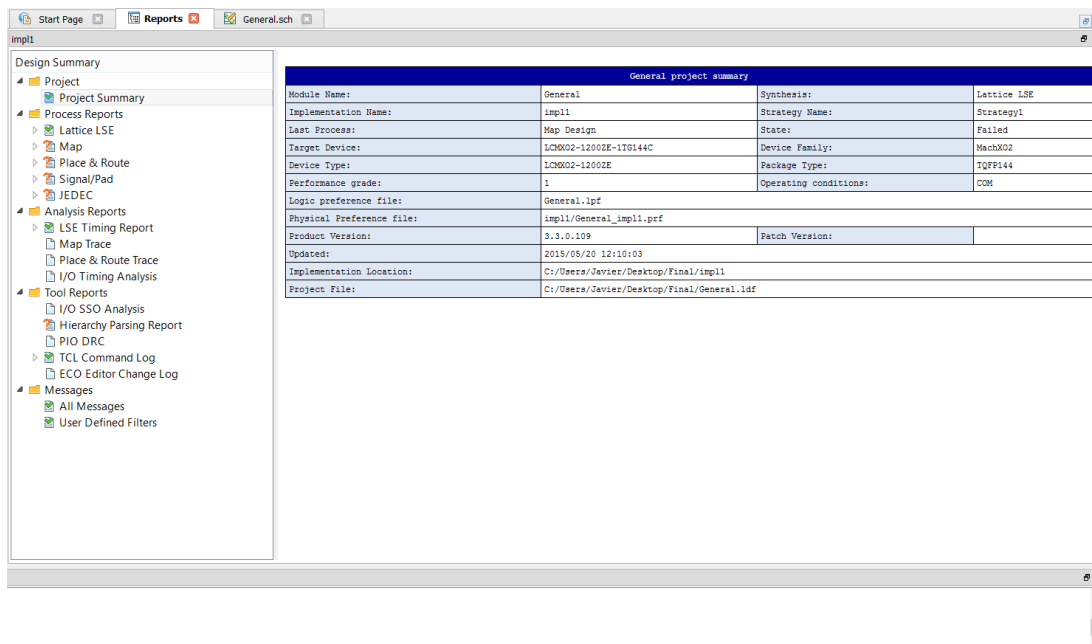 Start Page Reports General.sch
impl1
Design Summary
Project
Project Summary
Process Reports
Lattice LSE
Map
Place & Route
Signal/Pad
JEDEC
Analysis Reports
LSE Timing Report
Map Trace
Place & Route Trace
I/O Timing Analysis
Tool Reports
I/O SSO Analysis
Hierarchy Parsing Report
PIO DRC
TCL Command Log
ECO Editor Change Log
Messages
All Messages
User Defined Filters
General project summary
Module Name: General Synthesis: Lattice LSE
Implementation Name: impl1 Strategy Name: Strategy1
Last Process: Map Design State: Failed
Target Device: LCMXO2-1200ZE-1TG144C Device Family: MachXO2
Device Type: LCMXO2-1200ZE Package Type: TQFP144
Performance grade: 1 Operating conditions: COM
Logic preference file: General.lpf
Physical Preference file: impl1/General_impl1.prf
Product Version: 3.3.0.109 Patch Version:
Updated: 2015/05/20 12:10:03
Implementation Location: C:/Users/Javier/Desktop/Final/impl1
Project File: C:/Users/Javier/Desktop/Final/General.ldf